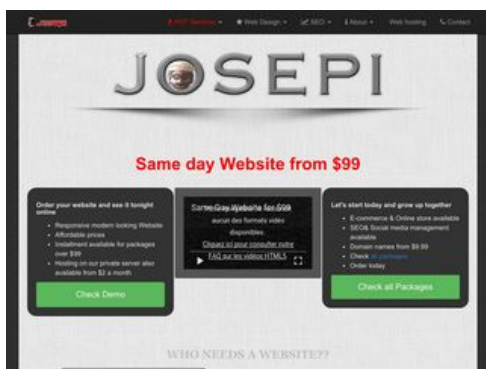 HOT Services
Web Design
SEO
About
Web hosting
Contact
JOSEPI
Same day Website from $99
Order your website and see it tonight
online
Responsive modern looking Website
Affordable prices
Installment available for packages
over $99
Hosting on our private server also
available from $2 a month
Check Demo
Same Day Website for $99
aucun des formats vidéo
disponibles.
Cliquez ici pour consulter notre
FAQ sur les vidéos HTML5
Let's start today and grow up together
E-commerce & Online store available
SEO& Social media management
available
Domain names from $9.99
Check all packages
Order today
Check all Packages
WHO NEEDS A WEBSITE??